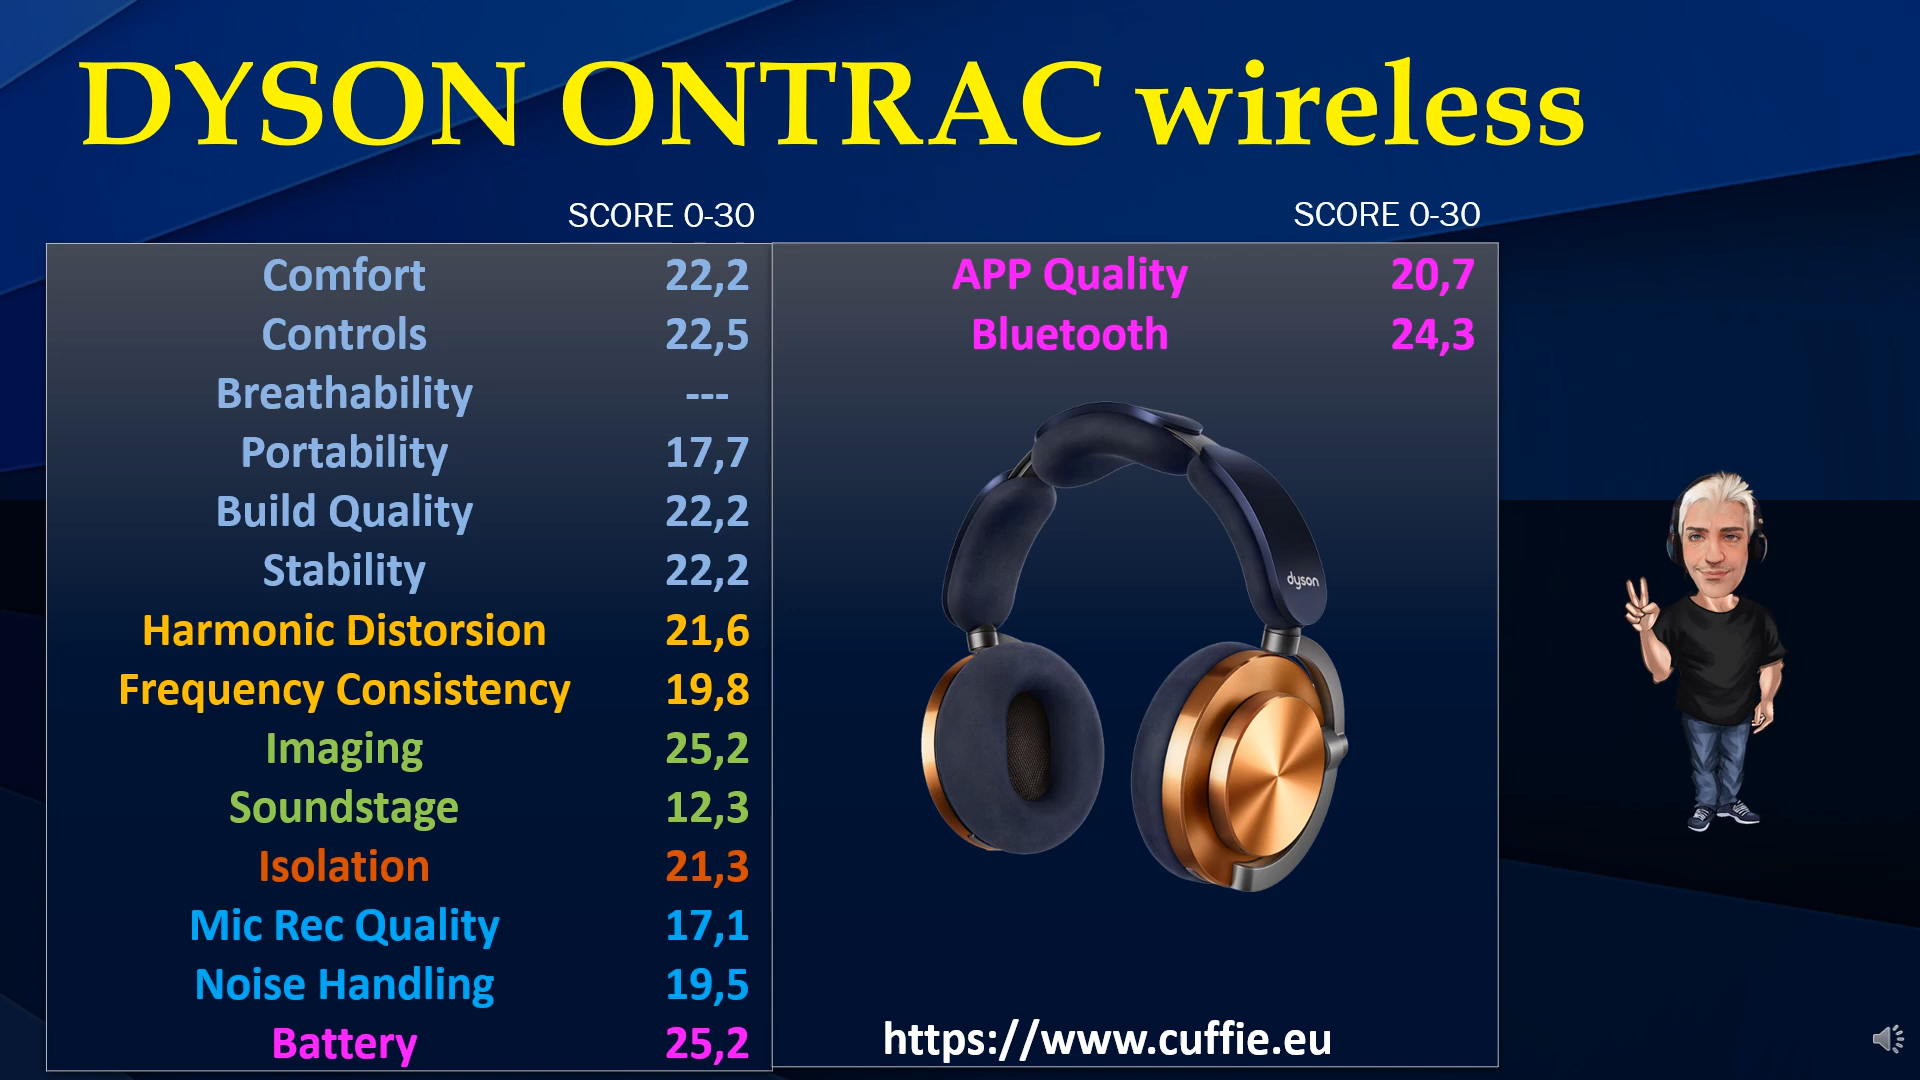 DYSON ONTRAC wireless
SCORE 0-30
Comfort 22,2
Controls 22,5
Breathability ---
Portability 17,7
Build Quality 22,2
Stability 22,2
Harmonic Distorsion 21,6
Frequency Consistency 19,8
Imaging 25,2
Soundstage 12,3
Isolation 21,3
Mic Rec Quality 17,1
Noise Handling 19,5
Battery 25,2
SCORE 0-30
APP Quality 20,7
Bluetooth 24,3
dyson
https://www.cuffie.eu